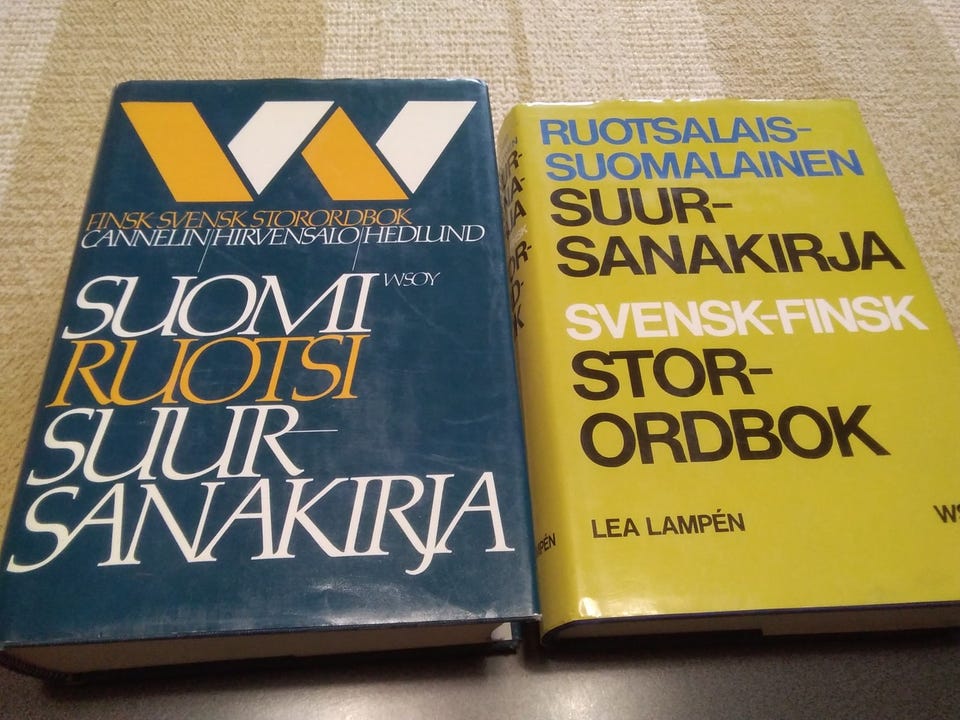 FINSK SVENSK STORORDBOK
CANNELIN/HIRVENSALO/HEDLUND
WSOY
SUOMI
RUOTSI
SUUR-
SANAKIRJA
RUOTSALAIS-
SUOMALAINEN
SUUR-
SANAKIRJA
SVENSK-FINSK
STOR-
ORDBOK
LEA LAMPÉN